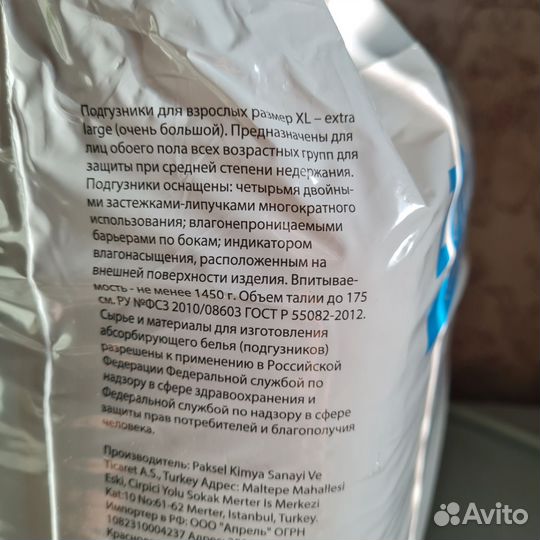 Подгузники для взрослых размер XL – extra
large (очень большой). Предназначены для
лиц обоего пола всех возрастных групп для
защиты при средней степени недержания.
Подгузники оснащены: четырьмя двойны-
ми застежками-липучками многократного
использования; влагонепроницаемыми
барьерами по бокам; индикатором
влагонасыщения, расположенным на
внешней поверхности изделия. Впитывае-
мость - не менее 1450 г. Объем талии до 175
см. РУ №ФСЗ 2010/08603 ГОСТ Р 55082-2012.
Сырье и материалы для изготовления
абсорбирующего белья (подгузников)
разрешены к применению в Российской
Федерации Федеральной службой по
надзору в сфере здравоохранения и
Федеральной службой по надзору в сфере
защиты прав потребителей и благополучия
человека.
Производитель: Paksel Kimya Sanayi Ve
Ticaret A.S., Turkey Адрес: Maltepe Mahallesi
Eski, Cirpici Yolu Sokak Merter Is Merkezi
Kat:10 No:61-62 Merter, Istanbul, Turkey.
Импортер в РФ: ООО "Апрель" ОГРН
1082310004237 Адрес:
Avito